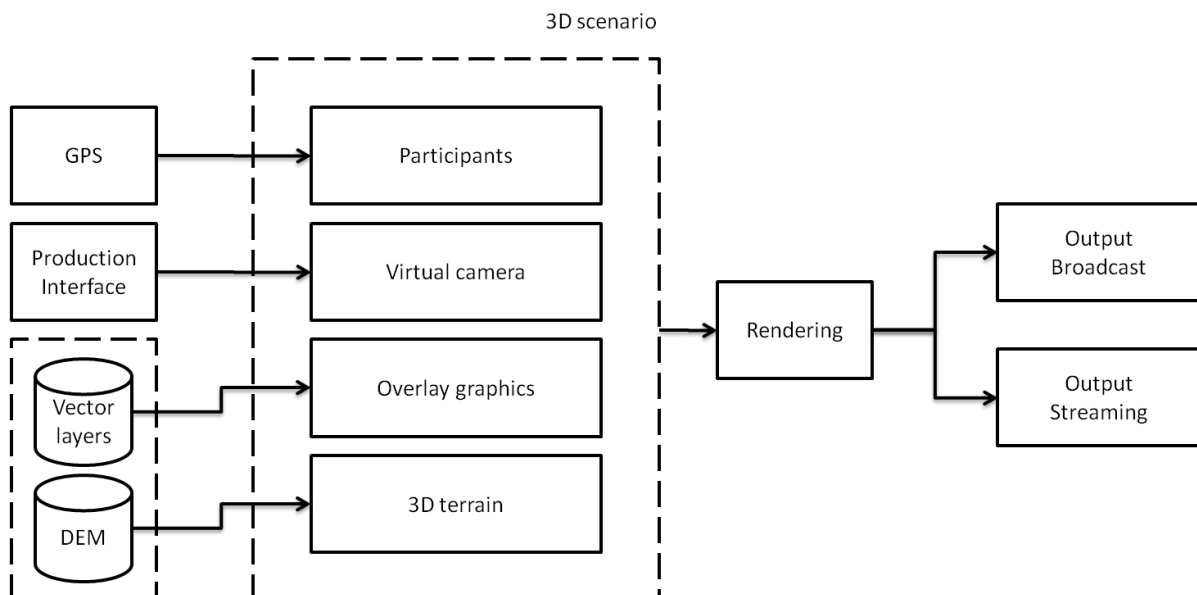 3D scenario
GPS
Participants
Production
Interface
Virtual camera
Vector
layers
Overlay graphics
DEM
3D terrain
Rendering
Output
Broadcast
Output
Streaming